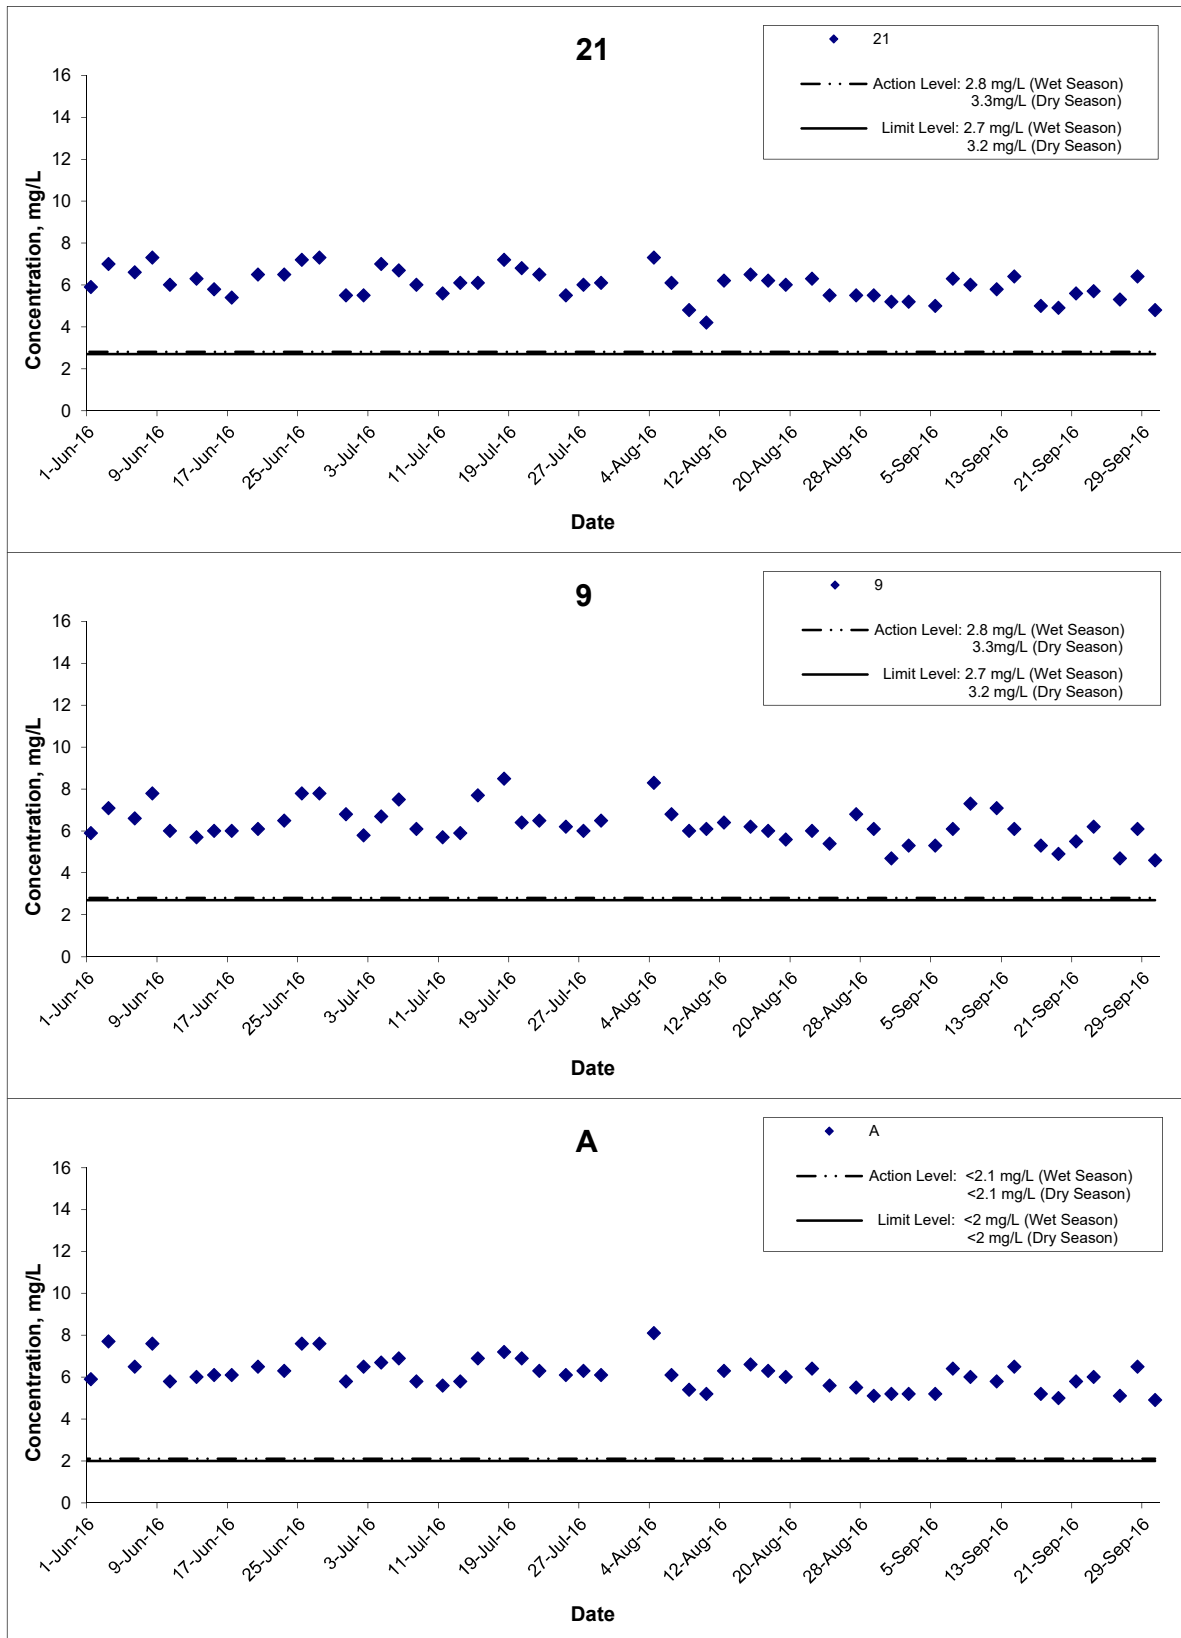 21
21
Action Level: 2.8 mg/L (Wet Season)
3.3mg/L (Dry Season)
Limit Level: 2.7 mg/L (Wet Season)
3.2 mg/L (Dry Season)
Concentration, mg/L
16
14
12
10
8
6
4
2
0
1-Jun-16
9-Jun-16
17-Jun-16
25-Jun-16
3-Jul-16
11-Jul-16
19-Jul-16
27-Jul-16
4-Aug-16
12-Aug-16
20-Aug-16
28-Aug-16
5-Sep-16
13-Sep-16
21-Sep-16
29-Sep-16
Date
9
9
Action Level: 2.8 mg/L (Wet Season)
3.3mg/L (Dry Season)
Limit Level: 2.7 mg/L (Wet Season)
3.2 mg/L (Dry Season)
Concentration, mg/L
16
14
12
10
8
6
4
2
0
1-Jun-16
9-Jun-16
17-Jun-16
25-Jun-16
3-Jul-16
11-Jul-16
19-Jul-16
27-Jul-16
4-Aug-16
12-Aug-16
20-Aug-16
28-Aug-16
5-Sep-16
13-Sep-16
21-Sep-16
29-Sep-16
Date
A
A
Action Level: <2.1 mg/L (Wet Season)
<2.1 mg/L (Dry Season)
Limit Level: <2 mg/L (Wet Season)
<2 mg/L (Dry Season)
Concentration, mg/L
16
14
12
10
8
6
4
2
0
1-Jun-16
9-Jun-16
17-Jun-16
25-Jun-16
3-Jul-16
11-Jul-16
19-Jul-16
27-Jul-16
4-Aug-16
12-Aug-16
20-Aug-16
28-Aug-16
5-Sep-16
13-Sep-16
21-Sep-16
29-Sep-16
Date